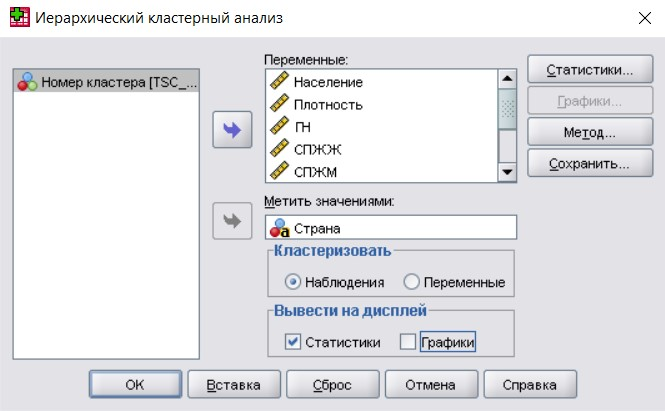 Иерархический кластерный анализ
Переменные:
Номер кластера [TSC_...
Население
Плотность
ГН
СПЖЖ
СПЖМ
Статистики...
Графики...
Метод...
Сохранить...
Метить значениями:
Страна
Кластеризовать
Наблюдения
Переменные
Вывести на дисплей
Статистики
Графики
ОК
Вставка
Сброс
Отмена
Справка